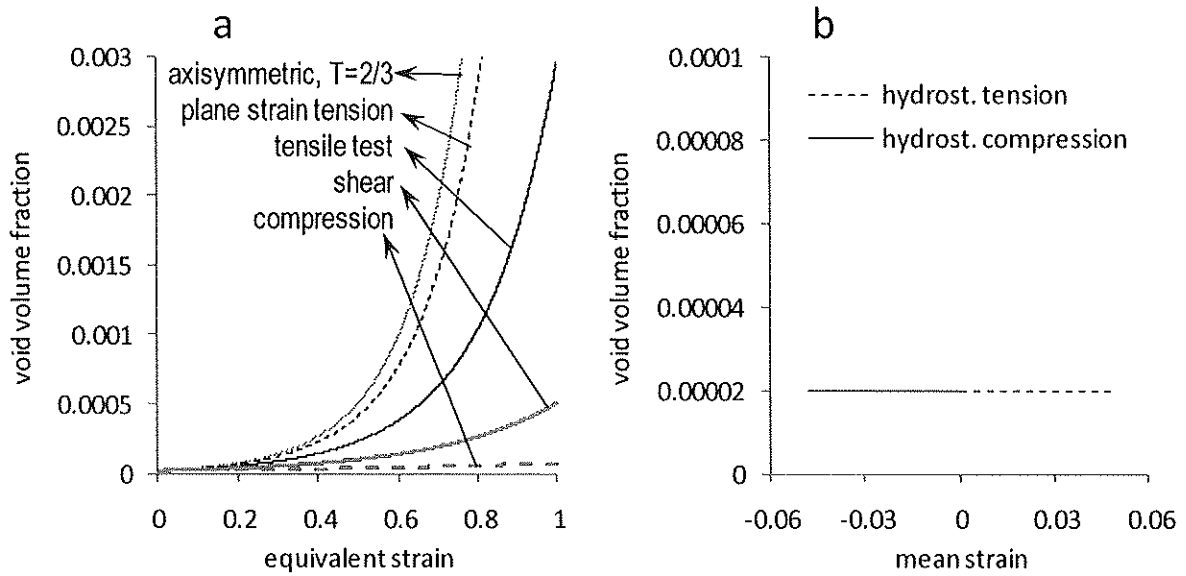 a
0.003
0.0025
0.002
0.0015
0.001
0.0005
0
void volume fraction
axisymmetric, T=2/3
plane strain tension
tensile test
shear
compression
0 0.2 0.4 0.6 0.8 1
equivalent strain
b
0.0001
0.00008
0.00006
0.00004
0.00002
0
void volume fraction
hydrost. tension
hydrost. compression
-0.06 -0.03 0 0.03 0.06
mean strain